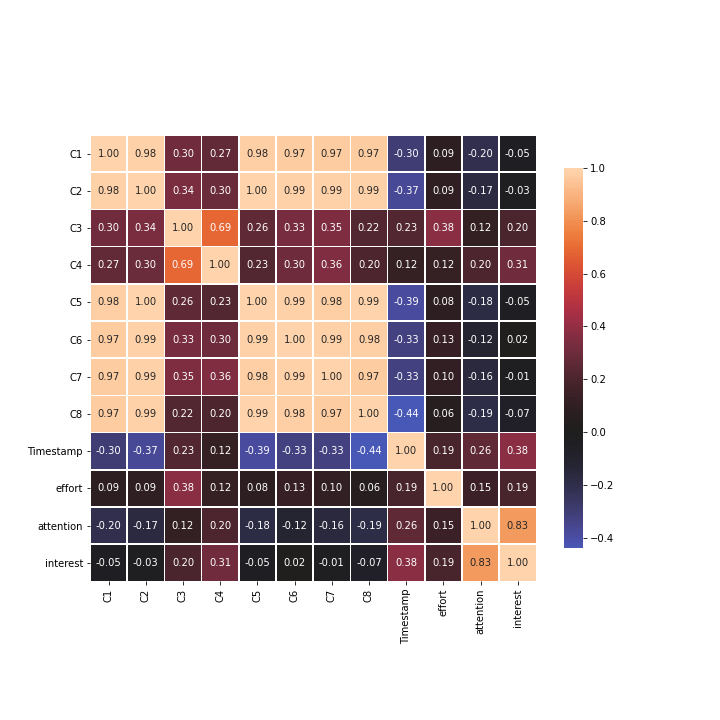 C1 1.00 0.98 0.30 0.27 0.98 0.97 0.97 0.97 -0.30 0.09 -0.20 -0.05
C2 0.98 1.00 0.34 0.30 1.00 0.99 0.99 0.99 -0.37 0.09 -0.17 -0.03
C3 0.30 0.34 1.00 0.69 0.26 0.33 0.35 0.22 0.23 0.38 0.12 0.20
C4 0.27 0.30 0.69 1.00 0.23 0.30 0.36 0.20 0.12 0.12 0.20 0.31
C5 0.98 1.00 0.26 0.23 1.00 0.99 0.98 0.99 -0.39 0.08 -0.18 -0.05
C6 0.97 0.99 0.33 0.30 0.99 1.00 0.99 0.98 -0.33 0.13 -0.12 0.02
C7 0.97 0.99 0.35 0.36 0.98 0.99 1.00 0.97 -0.33 0.10 -0.16 -0.01
C8 0.97 0.99 0.22 0.20 0.99 0.98 0.97 1.00 -0.44 0.06 -0.19 -0.07
Timestamp -0.30 -0.37 0.23 0.12 -0.39 -0.33 -0.33 -0.44 1.00 0.19 0.26 0.38
effort 0.09 0.09 0.38 0.12 0.08 0.13 0.10 0.06 0.19 1.00 0.15 0.19
attention -0.20 -0.17 0.12 0.20 -0.18 -0.12 -0.16 -0.19 0.26 0.15 1.00 0.83
interest -0.05 -0.03 0.20 0.31 -0.05 0.02 -0.01 -0.07 0.38 0.19 0.83 1.00
C1 C2 C3 C4 C5 C6 C7 C8 Timestamp effort attention interest
1.0
0.8
0.6
0.4
0.2
0.0
−0.2
−0.4